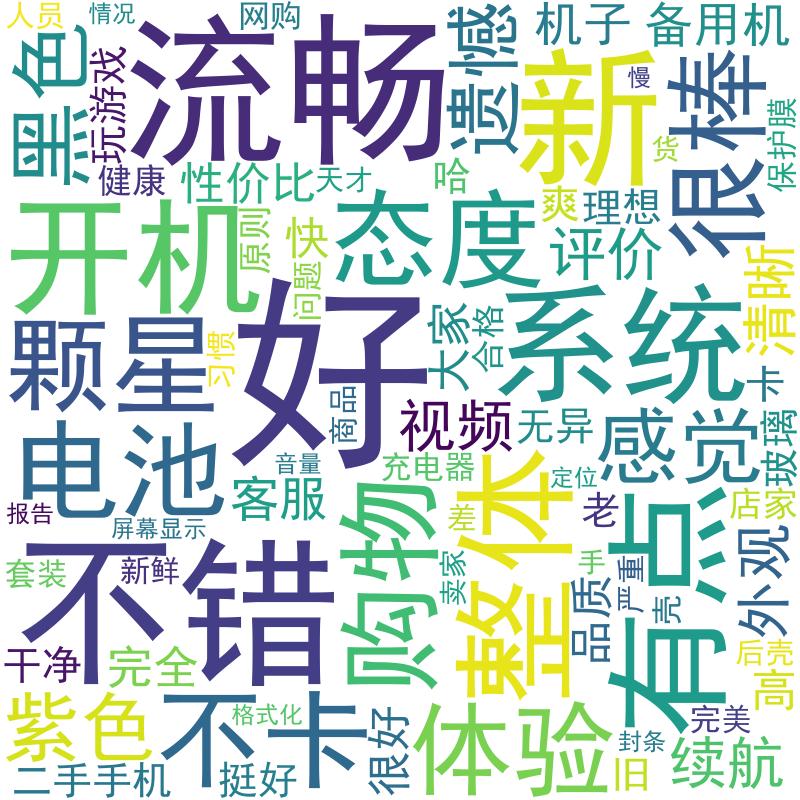 人员
情况
网购
机子
备用机
黑色
玩游戏
流畅
遗憾
新
慢
很棒
保护膜
健康
性价比
天才
哈
货
爽
理想
开机
原则
快
问题
态度
评价
清晰
颗星
习惯
好
大家
合格
系统
卡
电池
商品
视频
无异
感觉
玻璃
音量
充电器
定位
客服
报告
屏幕显示
购物
整体
差
老
店家
不错
套装
新鲜
卖家
手
严重
壳
有点
品质
外观
干净
完全
后壳
高
紫色
不卡
格式化
很好
体验
完美
封条
旧
续航
二手手机
挺好